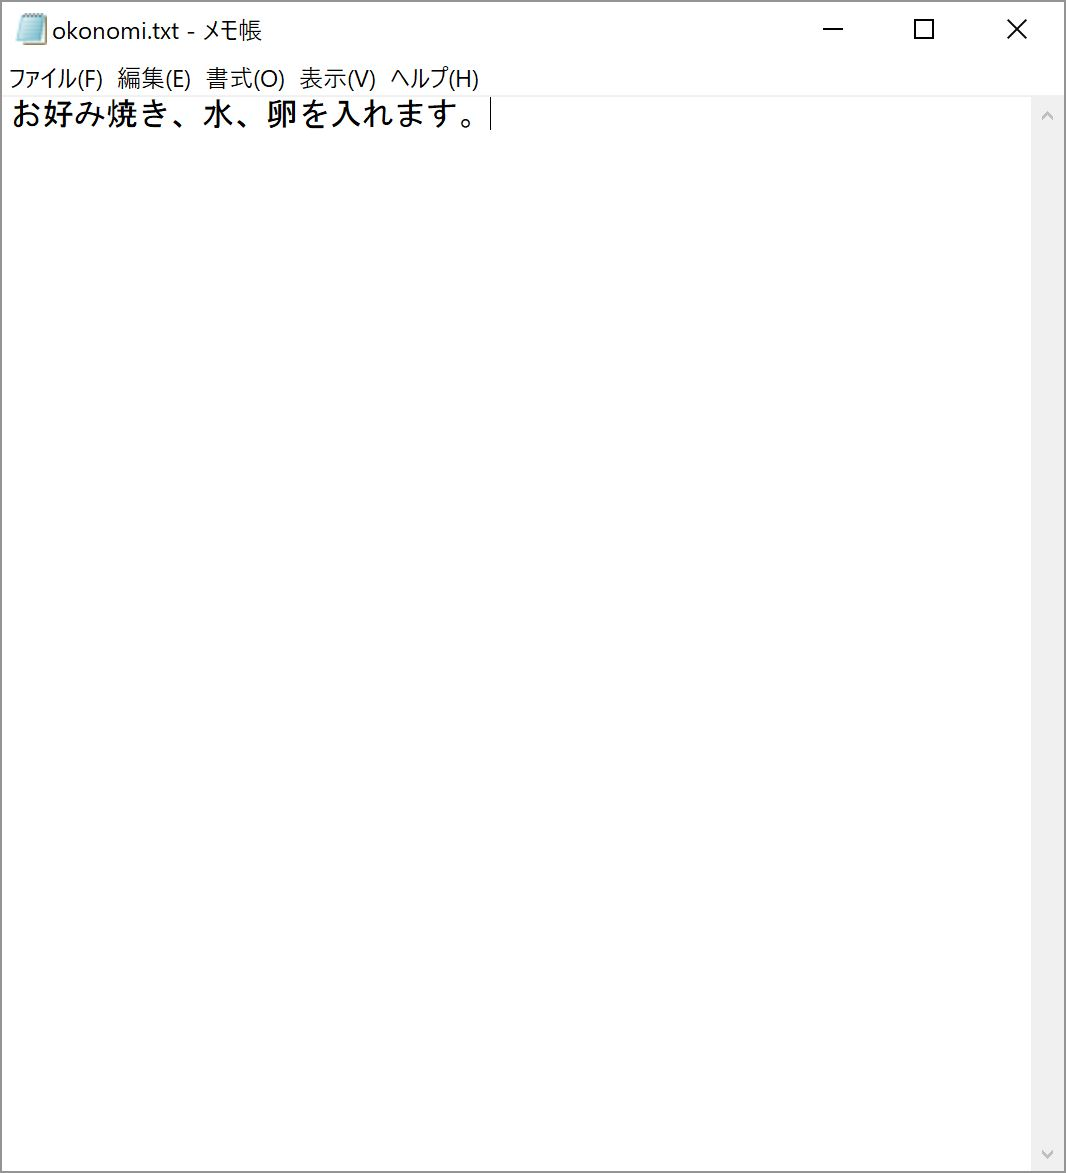 okonomi.txt - メモ帳
ファイル(F) 編集(E) 書式(O) 表示(V) ヘルプ(H)
お好み焼き、水、卵を入れます。